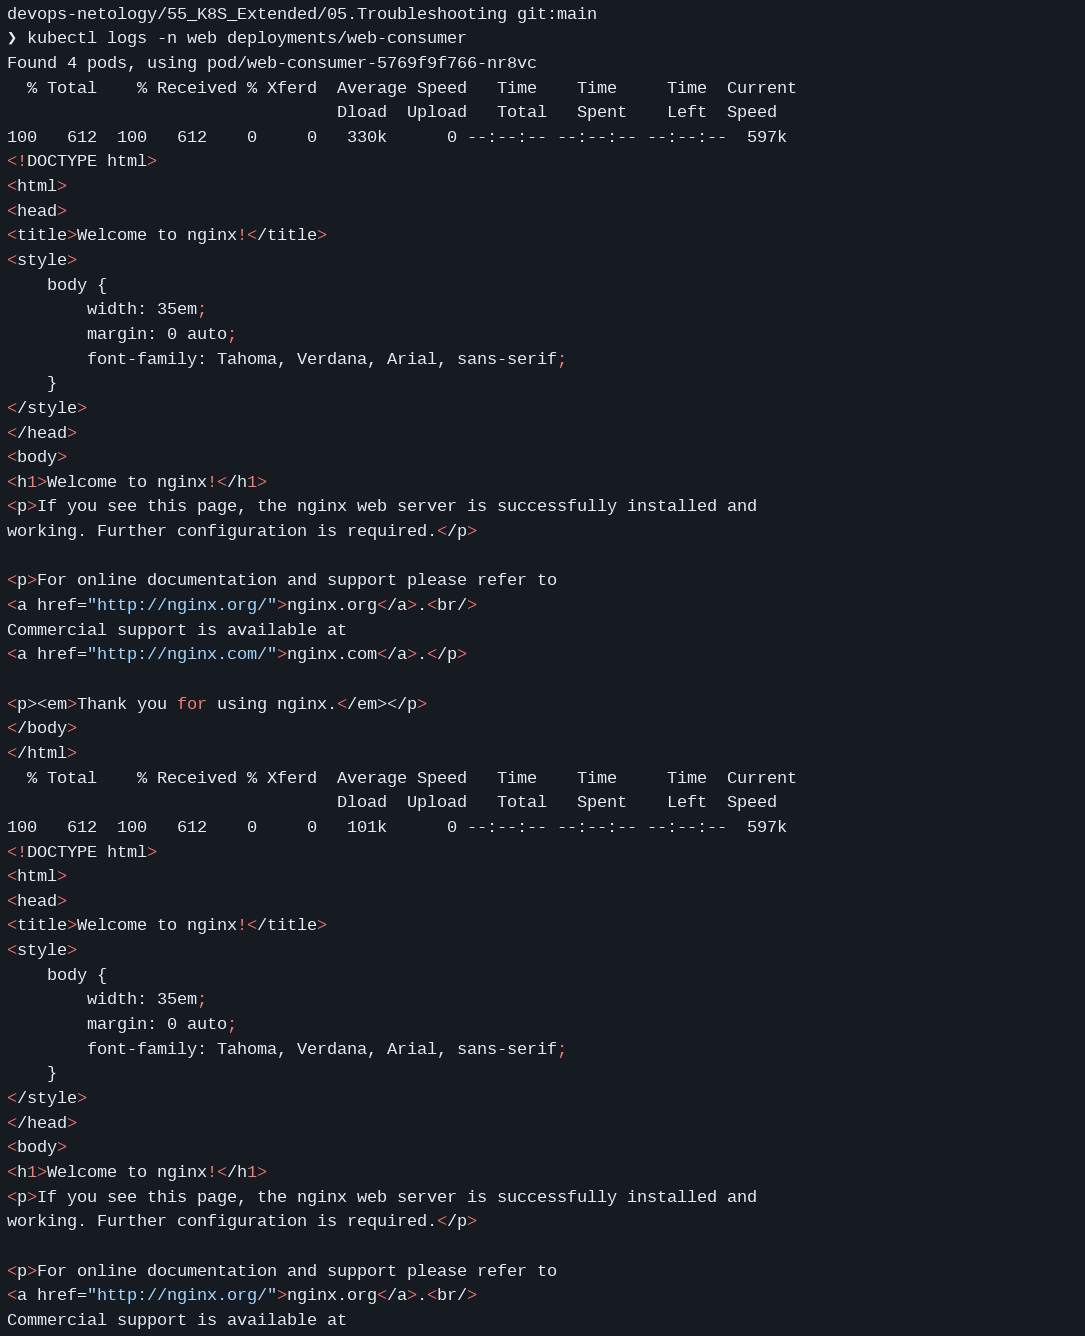 devops-netology/55_K8S_Extended/05.Troubleshooting git:main
❯ kubectl logs -n web deployments/web-consumer
Found 4 pods, using pod/web-consumer-5769f9f766-nr8vc
  % Total    % Received % Xferd  Average Speed   Time    Time     Time  Current
                                 Dload  Upload   Total   Spent    Left  Speed
100   612  100   612    0     0   330k      0 --:--:-- --:--:-- --:--:--  597k
<!DOCTYPE html>
<html>
<head>
<title>Welcome to nginx!</title>
<style>
    body {
        width: 35em;
        margin: 0 auto;
        font-family: Tahoma, Verdana, Arial, sans-serif;
    }
</style>
</head>
<body>
<h1>Welcome to nginx!</h1>
<p>If you see this page, the nginx web server is successfully installed and
working. Further configuration is required.</p>

<p>For online documentation and support please refer to
<a href="http://nginx.org/">nginx.org</a>.<br/>
Commercial support is available at
<a href="http://nginx.com/">nginx.com</a>.</p>

<p><em>Thank you for using nginx.</em></p>
</body>
</html>
  % Total    % Received % Xferd  Average Speed   Time    Time     Time  Current
                                 Dload  Upload   Total   Spent    Left  Speed
100   612  100   612    0     0   101k      0 --:--:-- --:--:-- --:--:--  597k
<!DOCTYPE html>
<html>
<head>
<title>Welcome to nginx!</title>
<style>
    body {
        width: 35em;
        margin: 0 auto;
        font-family: Tahoma, Verdana, Arial, sans-serif;
    }
</style>
</head>
<body>
<h1>Welcome to nginx!</h1>
<p>If you see this page, the nginx web server is successfully installed and
working. Further configuration is required.</p>

<p>For online documentation and support please refer to
<a href="http://nginx.org/">nginx.org</a>.<br/>
Commercial support is available at